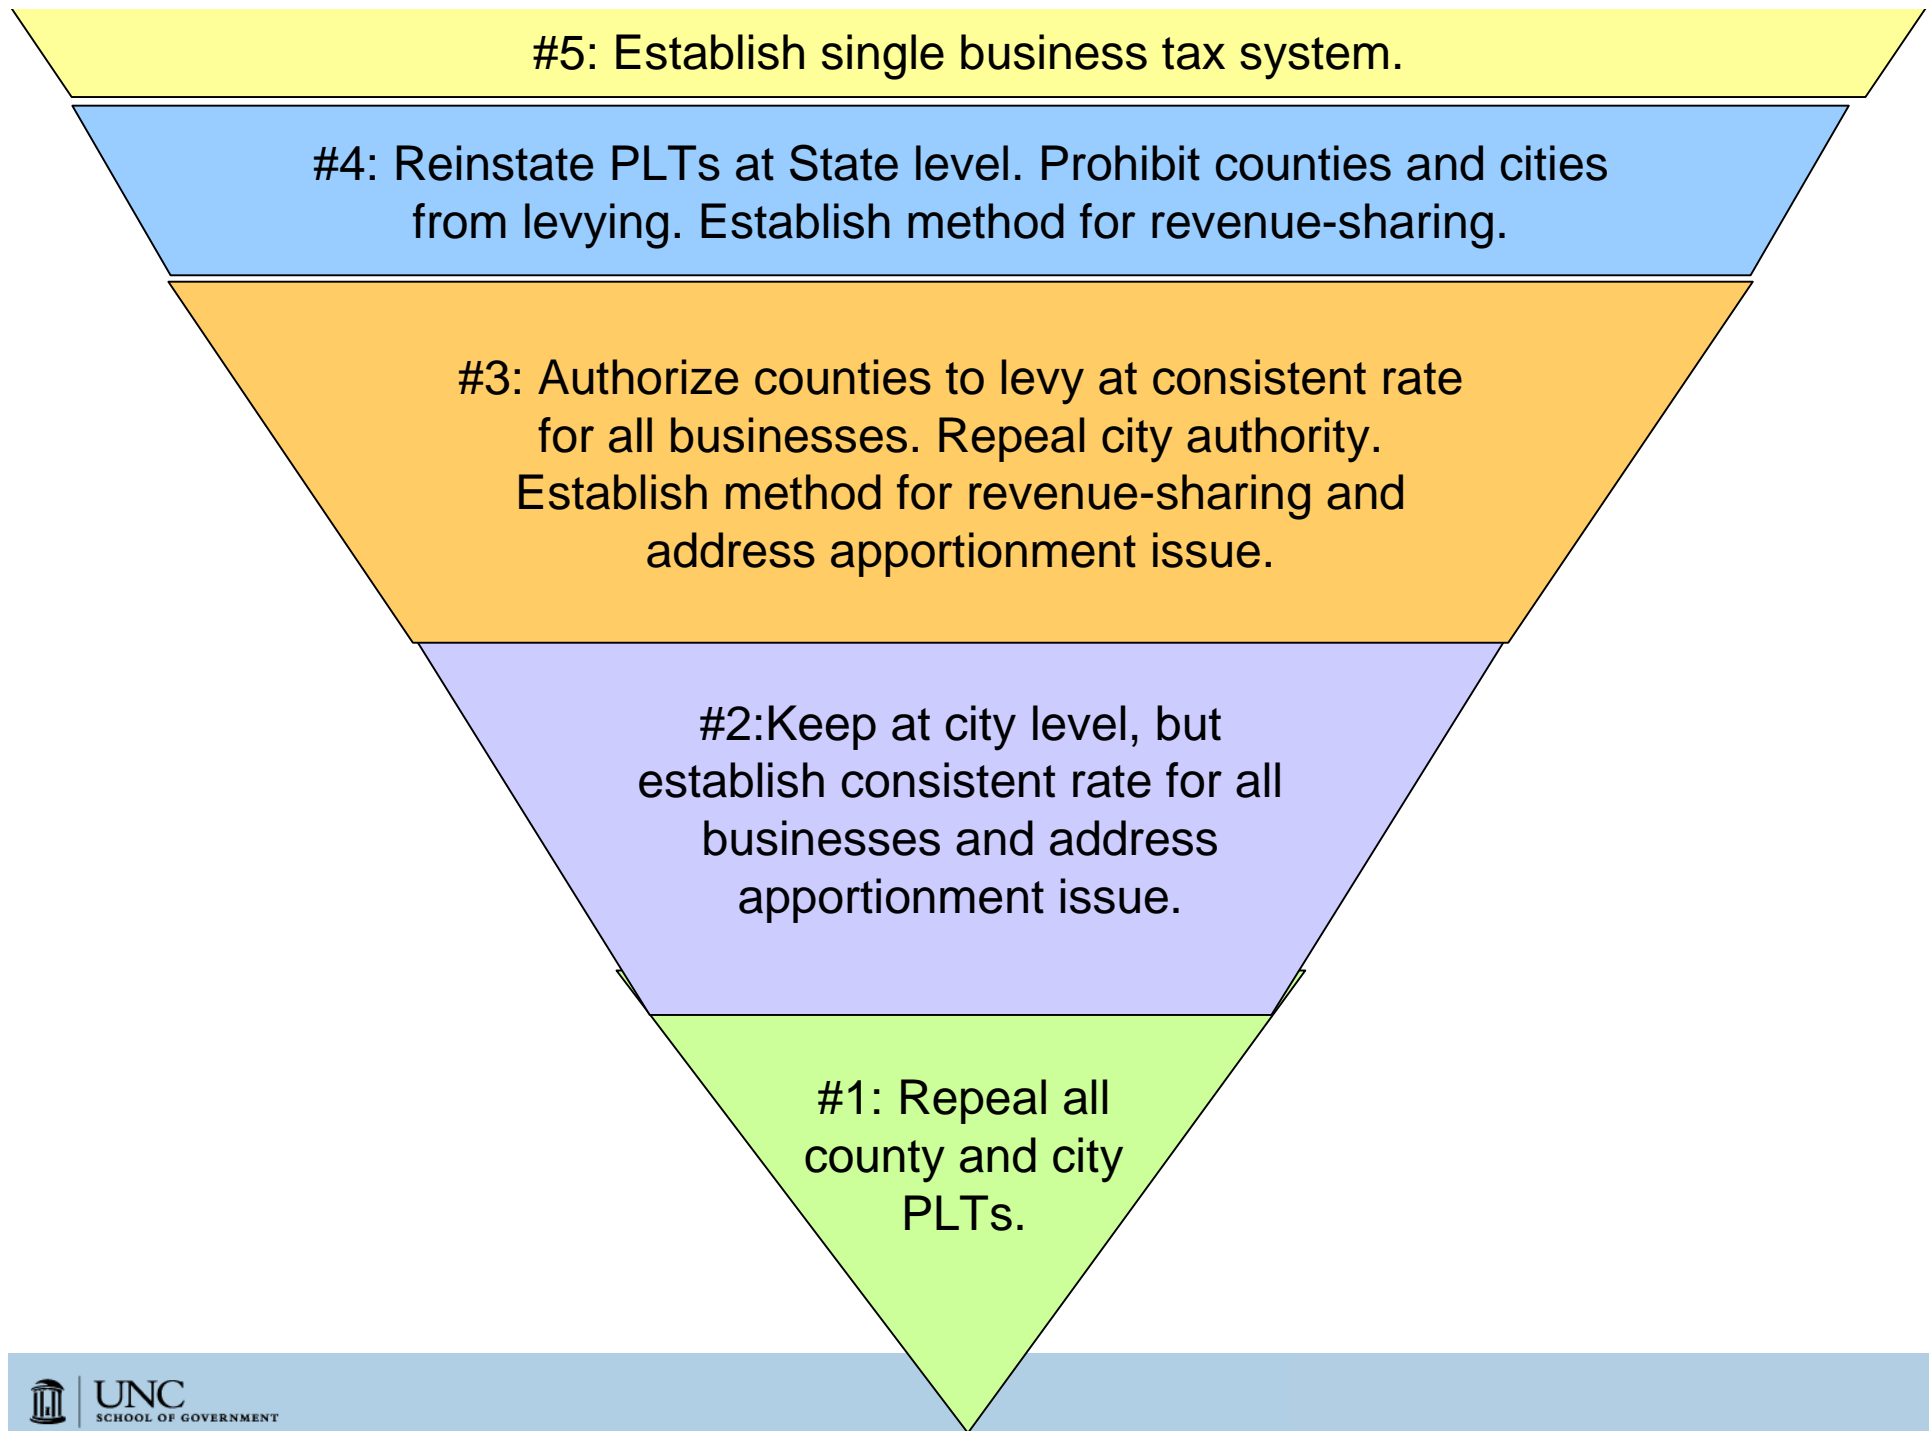 #5: Establish single business tax system.
#4: Reinstate PLTs at State level. Prohibit counties and cities
from levying. Establish method for revenue-sharing.
#3: Authorize counties to levy at consistent rate
for all businesses. Repeal city authority.
Establish method for revenue-sharing and
address apportionment issue.
#2:Keep at city level, but
establish consistent rate for all
businesses and address
apportionment issue.
#1: Repeal all
county and city
PLTs.
UNC
SCHOOL OF GOVERNMENT